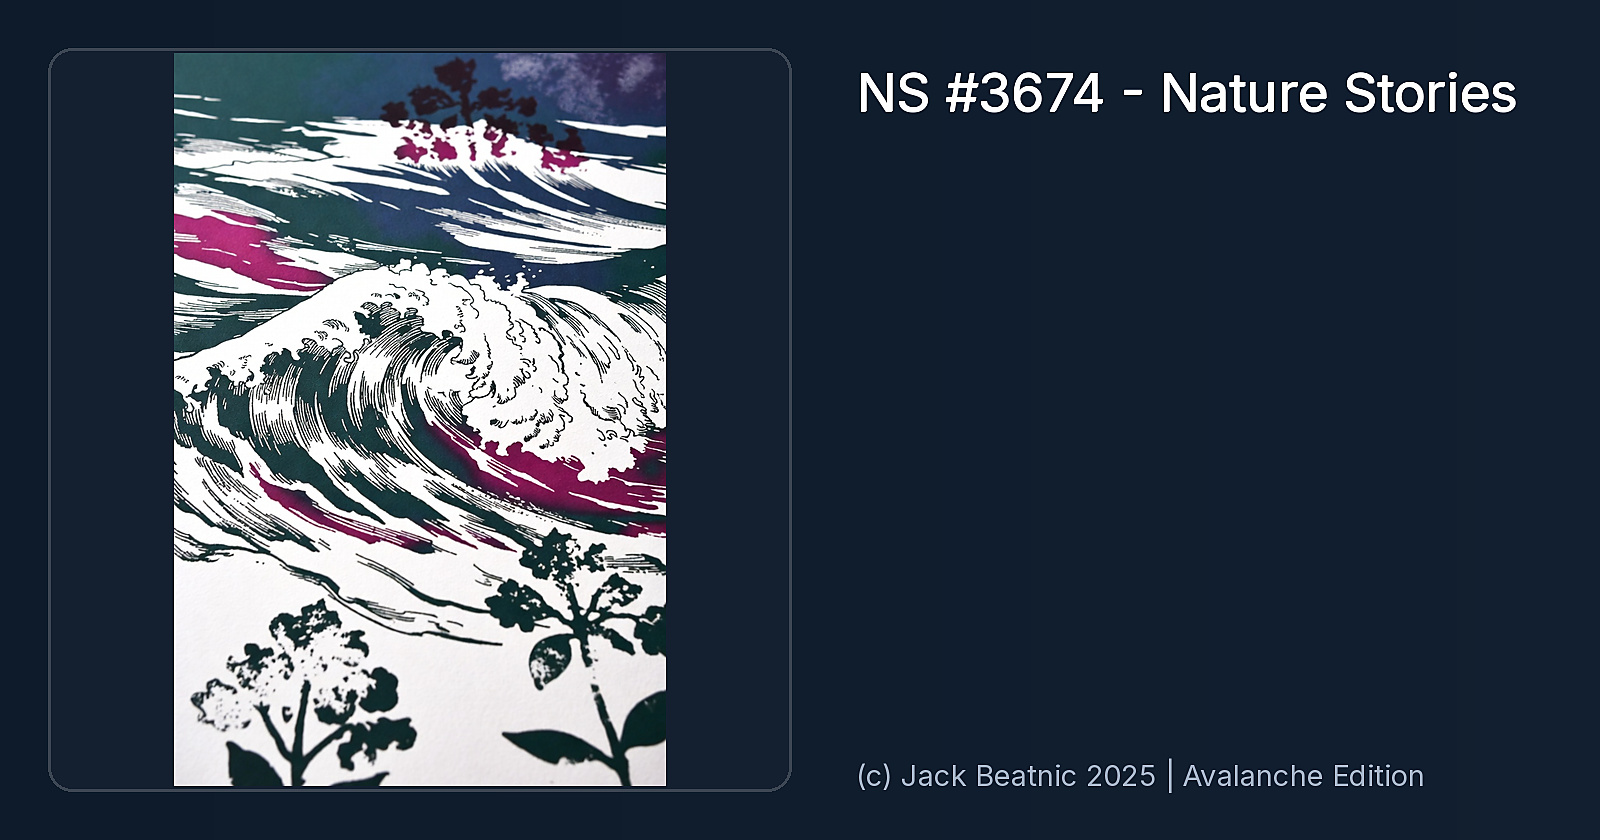 NS #3674 - Nature Stories
(c) Jack Beatnic 2025 | Avalanche Edition